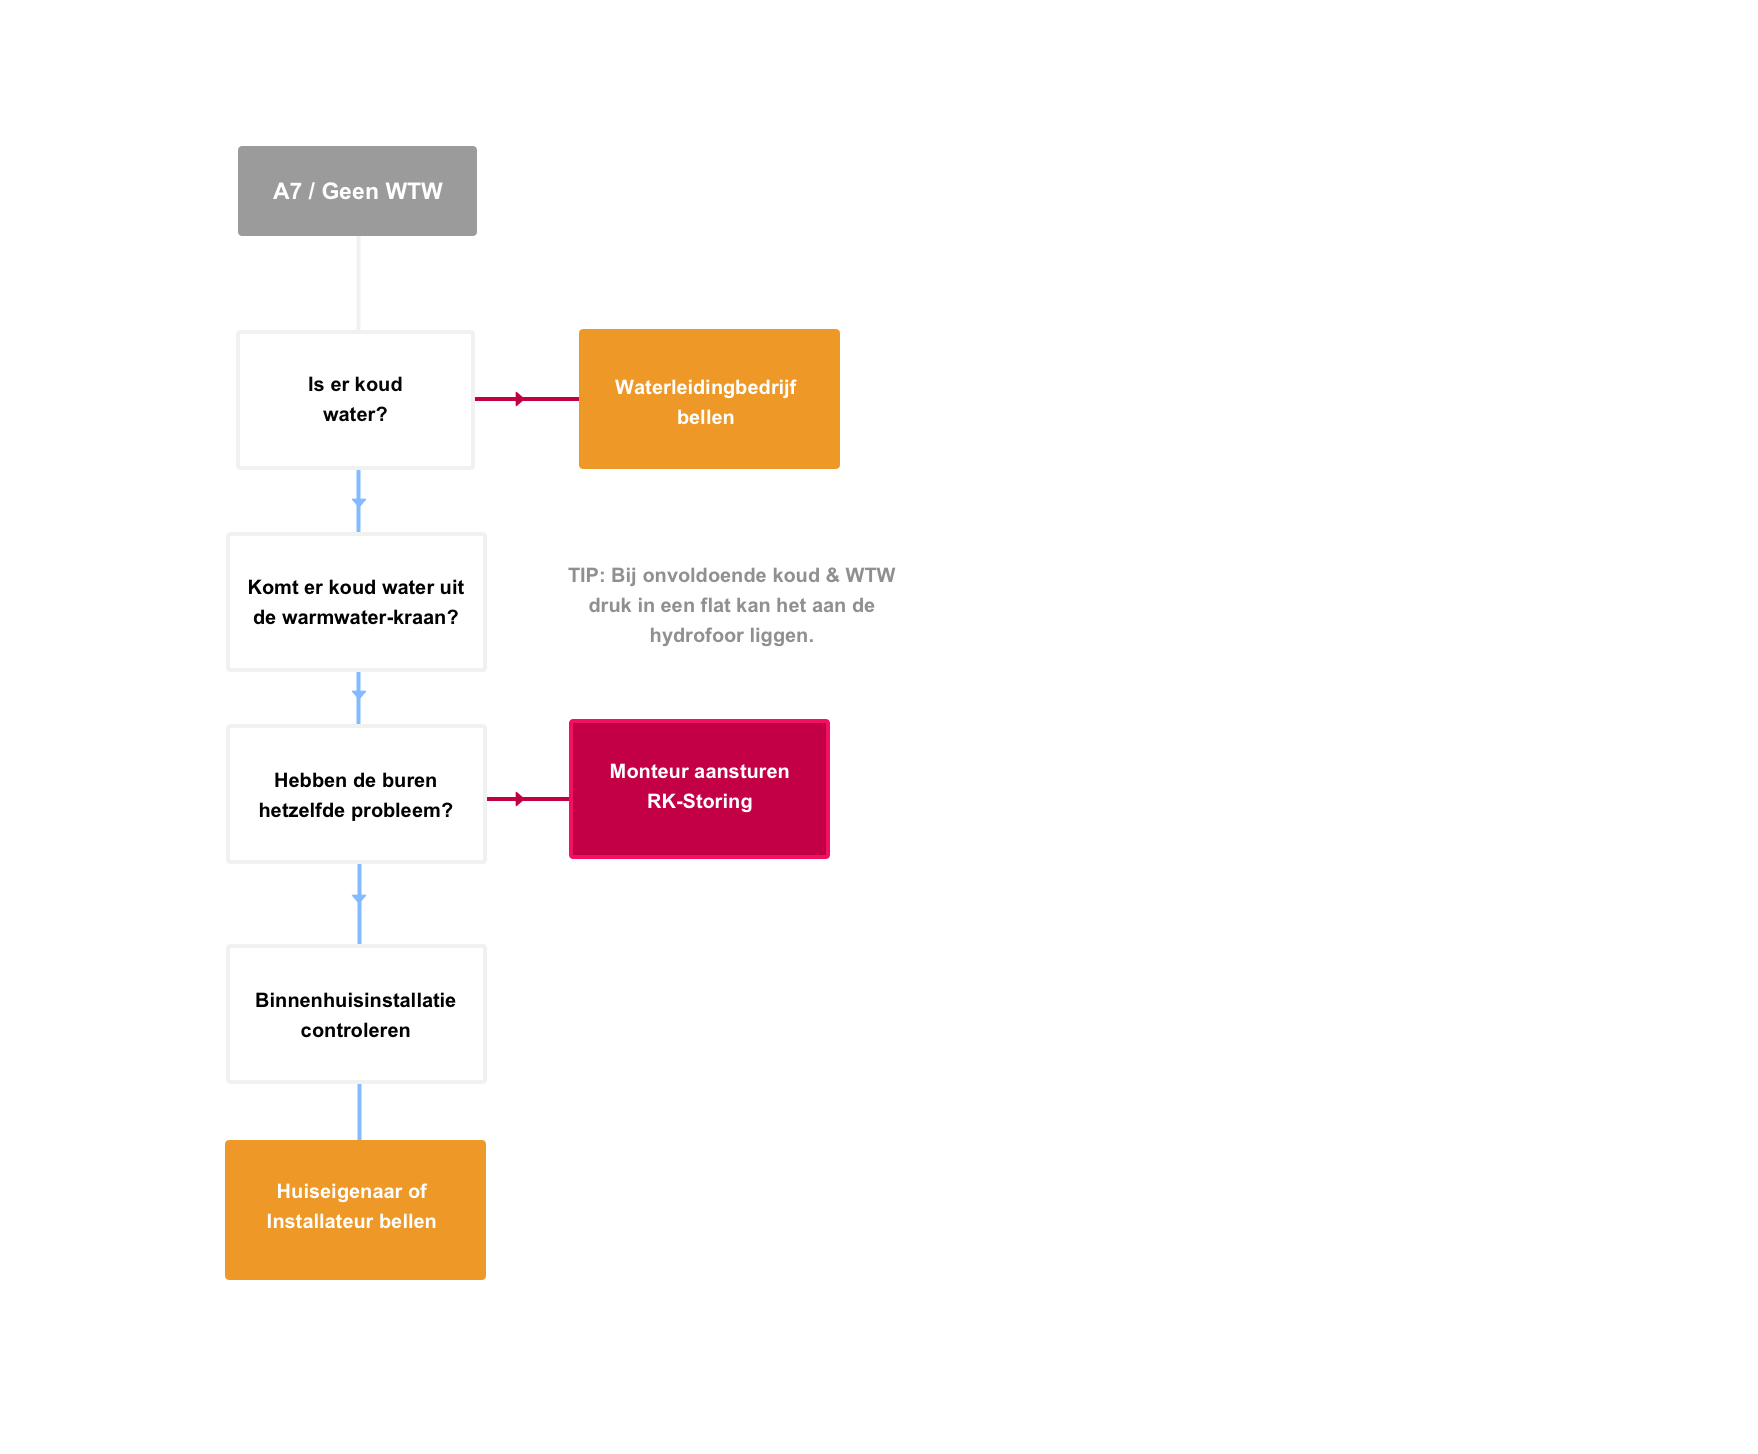 A7 / Geen WTW
Is er koud
water?
Waterleidingbedrijf
bellen
Komt er koud water uit
de warmwater-kraan?
TIP: Bij onvoldoende koud & WTW
druk in een flat kan het aan de
hydrofoor liggen.
Hebben de buren
hetzelfde probleem?
Monteur aansturen
RK-Storing
Binnenhuisinstallatie
controleren
Huiseigenaar of
Installateur bellen